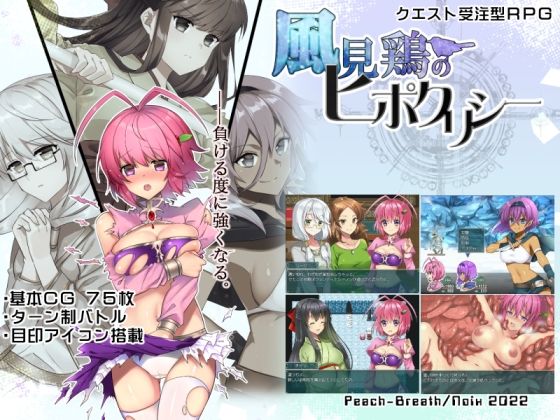 クエスト受注型RPG
風見鶏の
ヒポクリシー
──負ける度に強くなる。
・基本CG 75枚
・ターン制バトル
・目印アイコン搭載
Peach-Breath/Noix 2022